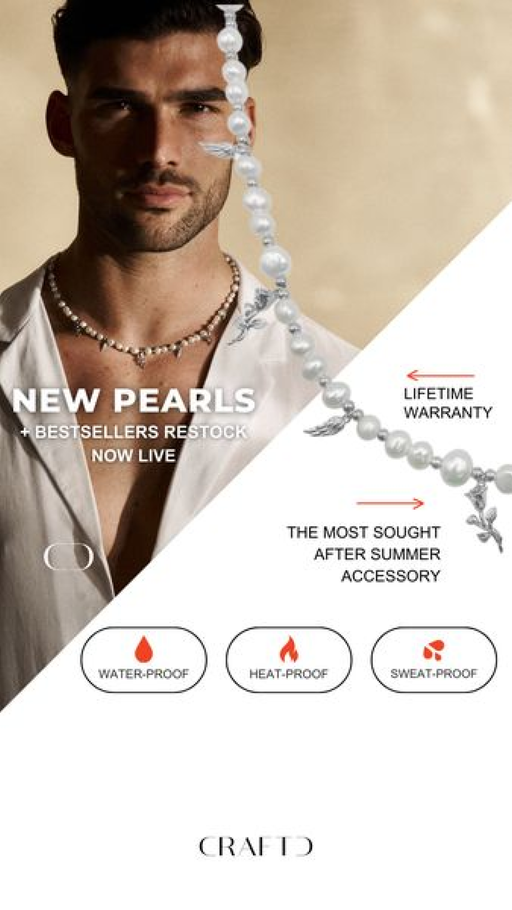 NEW PEARLS
+ BESTSELLERS RESTOCK
NOW LIVE
LIFETIME
WARRANTY
THE MOST SOUGHT
AFTER SUMMER
ACCESSORY
WATER-PROOF
HEAT-PROOF
SWEAT-PROOF
CRAFTD